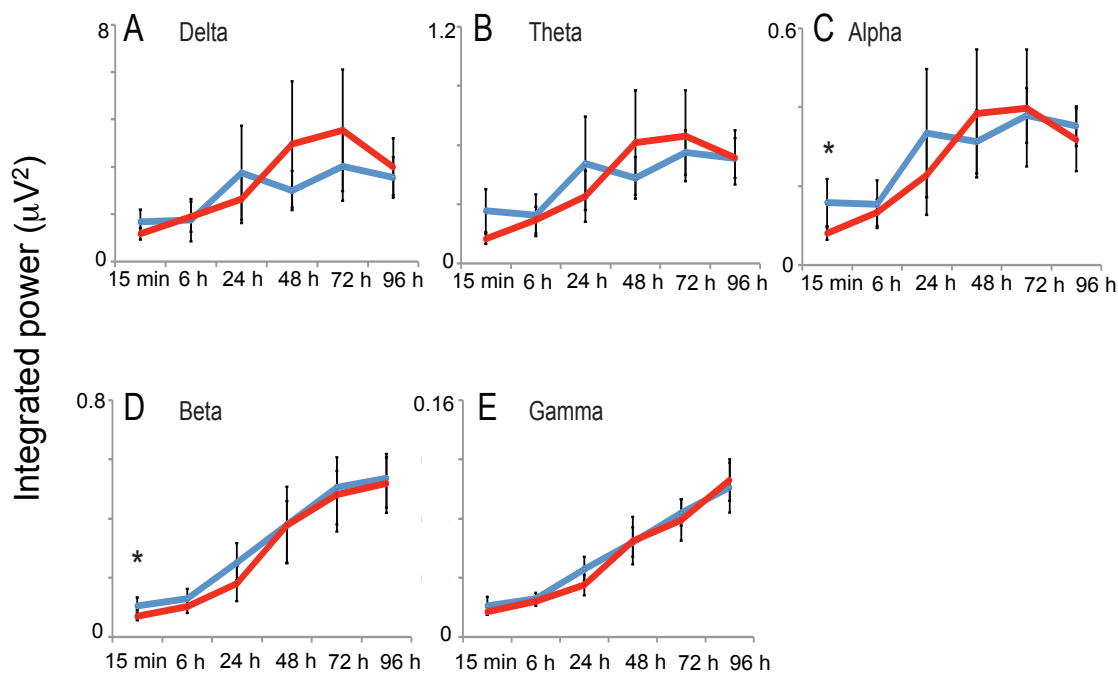 Integrated power (μV²)
A Delta
8
0
15 min 6 h 24 h 48 h 72 h 96 h
B Theta
1.2
0
15 min 6 h 24 h 48 h 72 h 96 h
C Alpha
0.6
*
0
15 min 6 h 24 h 48 h 72 h 96 h
D Beta
0.8
*
0
15 min 6 h 24 h 48 h 72 h 96 h
E Gamma
0.16
0
15 min 6 h 24 h 48 h 72 h 96 h